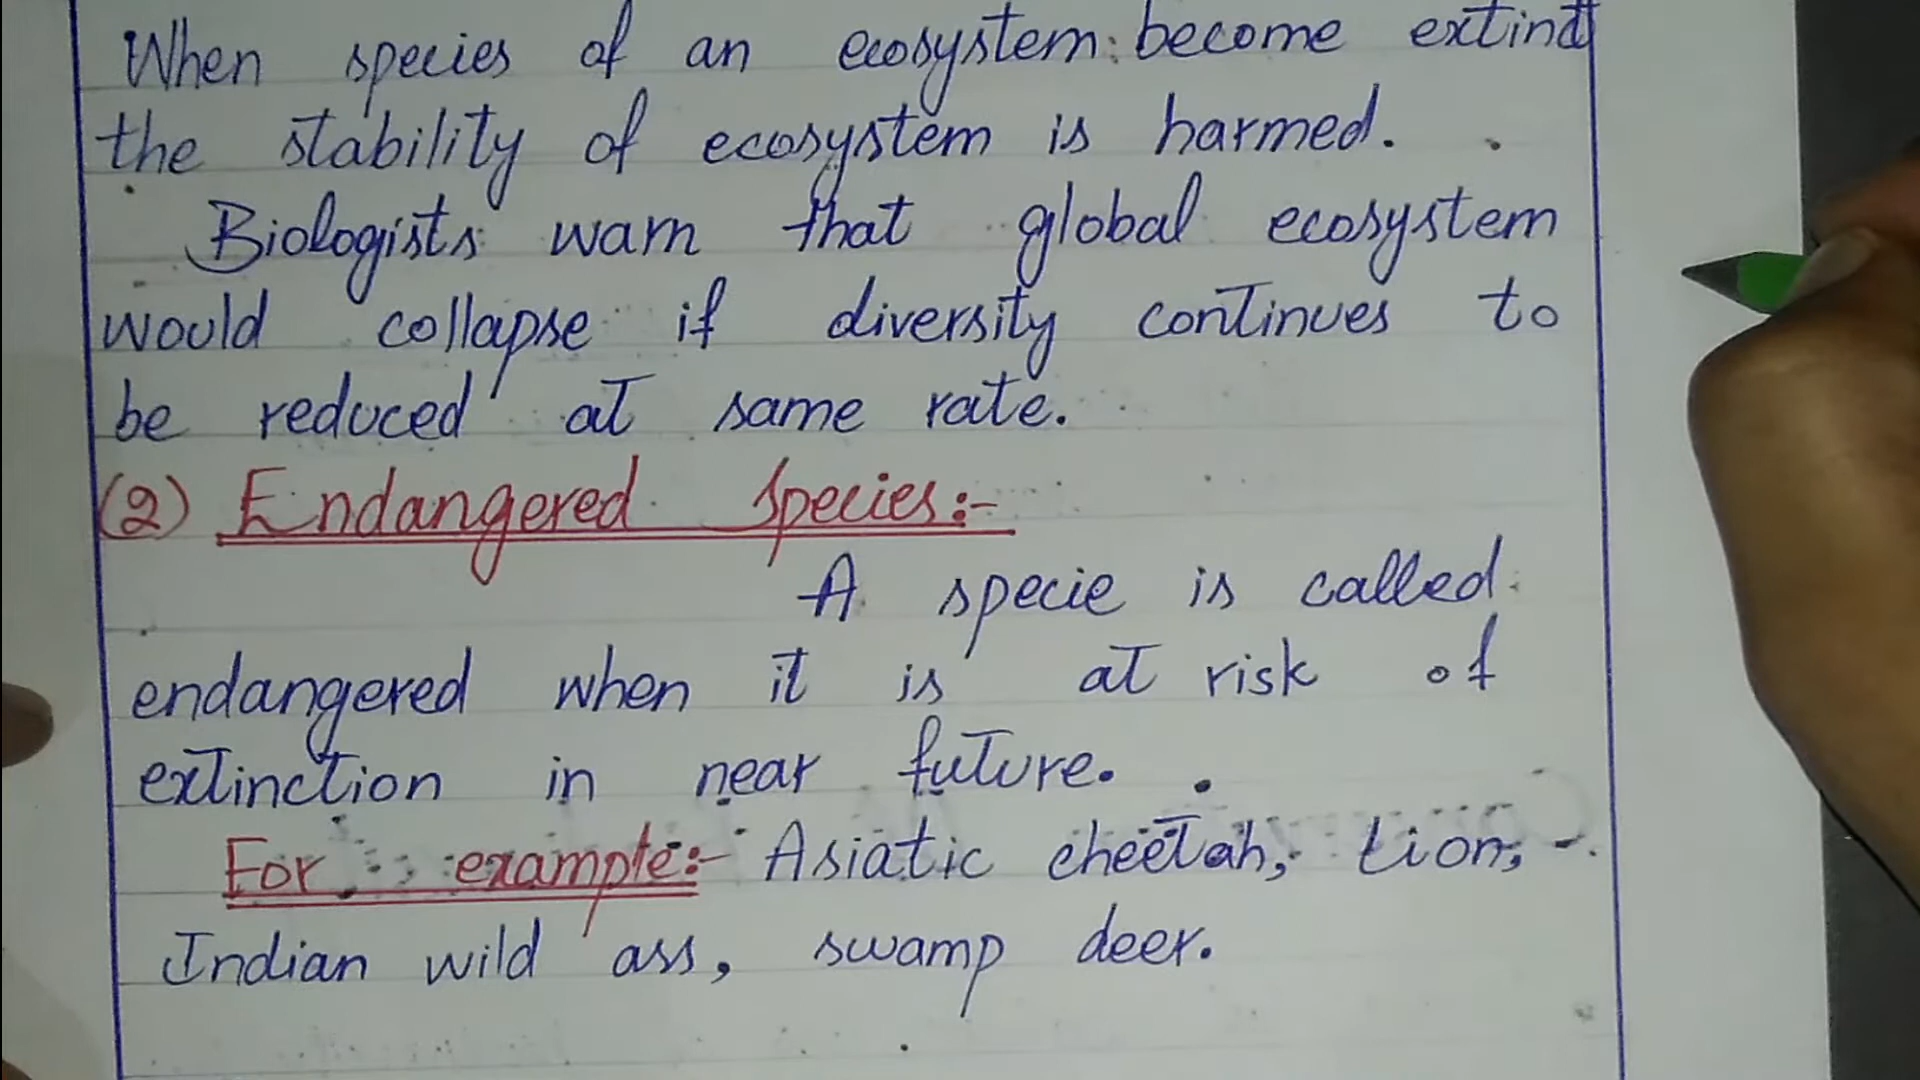 When species of an ecosystem become extinct
the stability of ecosystem is harmed.
Biologists warn that global ecosystem
would collapse if diversity continues to
be reduced at same rate.
(2) Endangered Species:-
A specie is called
endangered when it is at risk of
extinction in near future.
For example:- Asiatic cheetah, lion,
Indian wild ass, swamp deer.